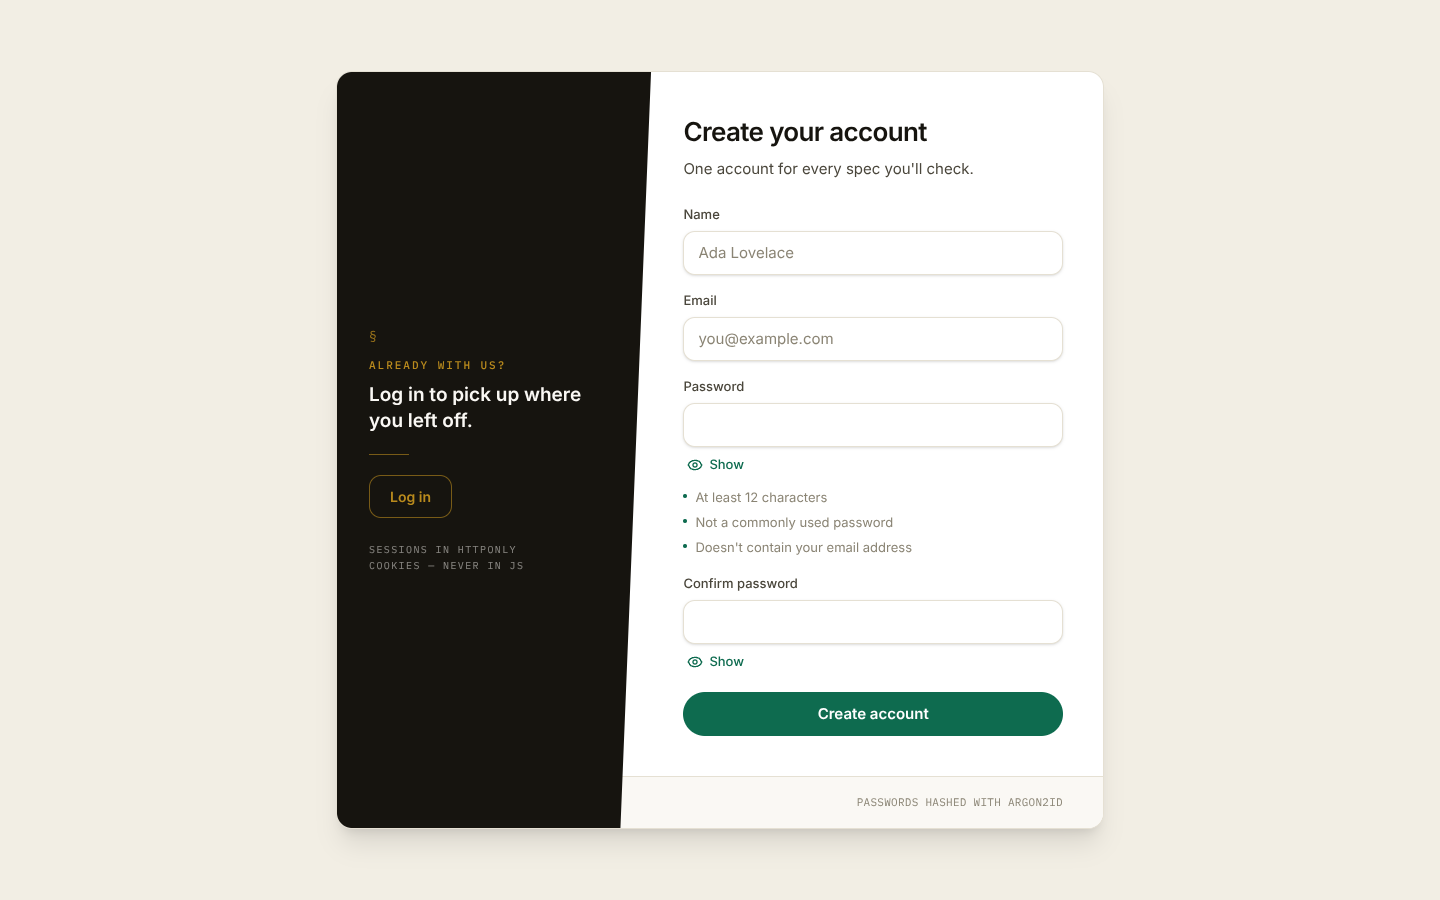 §
ALREADY WITH US?
Log in to pick up where
you left off.
Log in
SESSIONS IN HTTPONLY
COOKIES — NEVER IN JS
Create your account
One account for every spec you'll check.
Name
Ada Lovelace
Email
you@example.com
Password
Show
At least 12 characters
Not a commonly used password
Doesn't contain your email address
Confirm password
Show
Create account
PASSWORDS HASHED WITH ARGON2ID